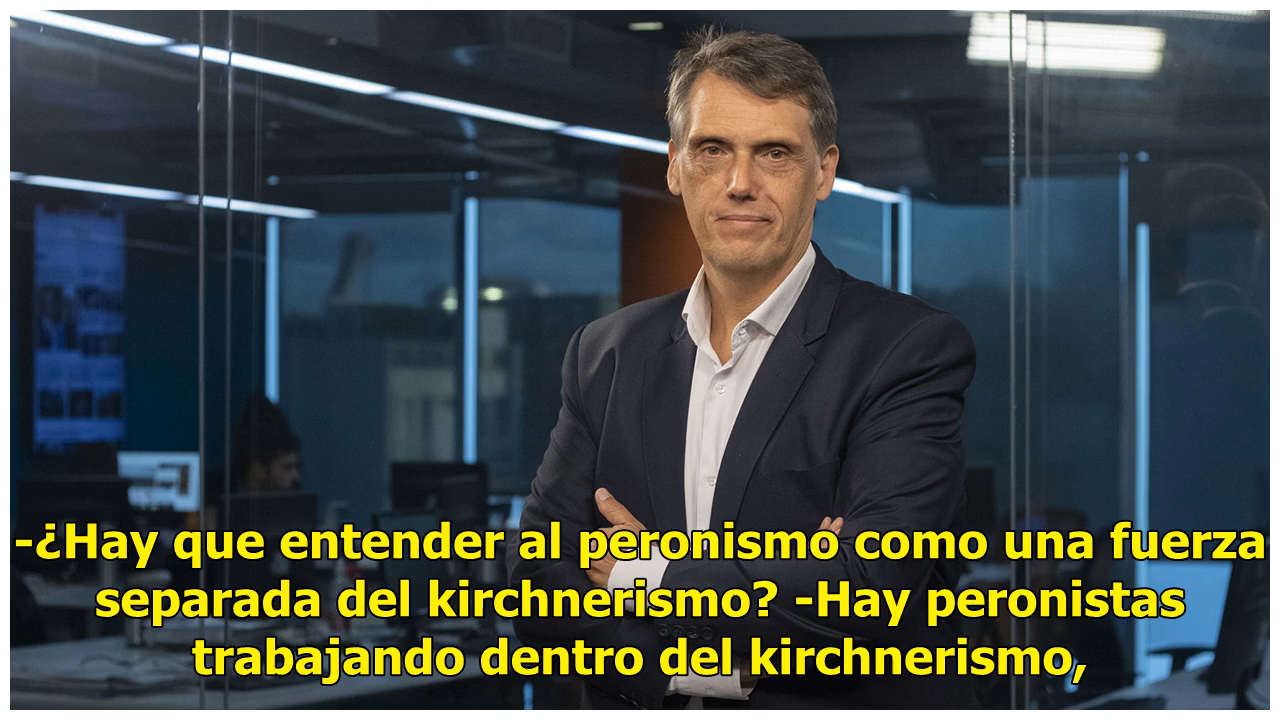 -¿Hay que entender al peronismo como una fuerza
separada del kirchnerismo? -Hay peronistas
trabajando dentro del kirchnerismo,